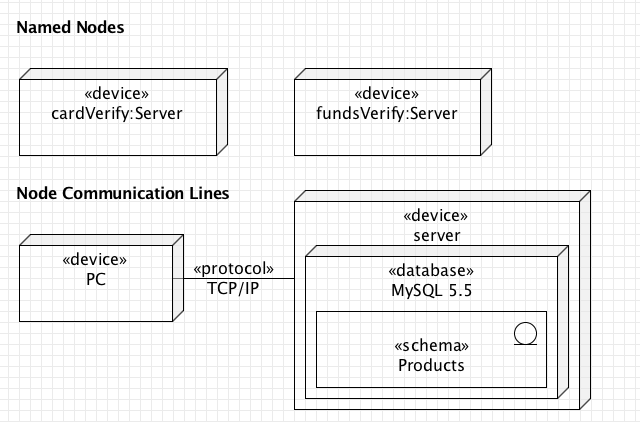 Named Nodes
«device»
cardVerify:Server
«device»
fundsVerify:Server
Node Communication Lines
«device»
PC
«protocol»
TCP/IP
«device»
server
«database»
MySQL 5.5
«schema»
Products